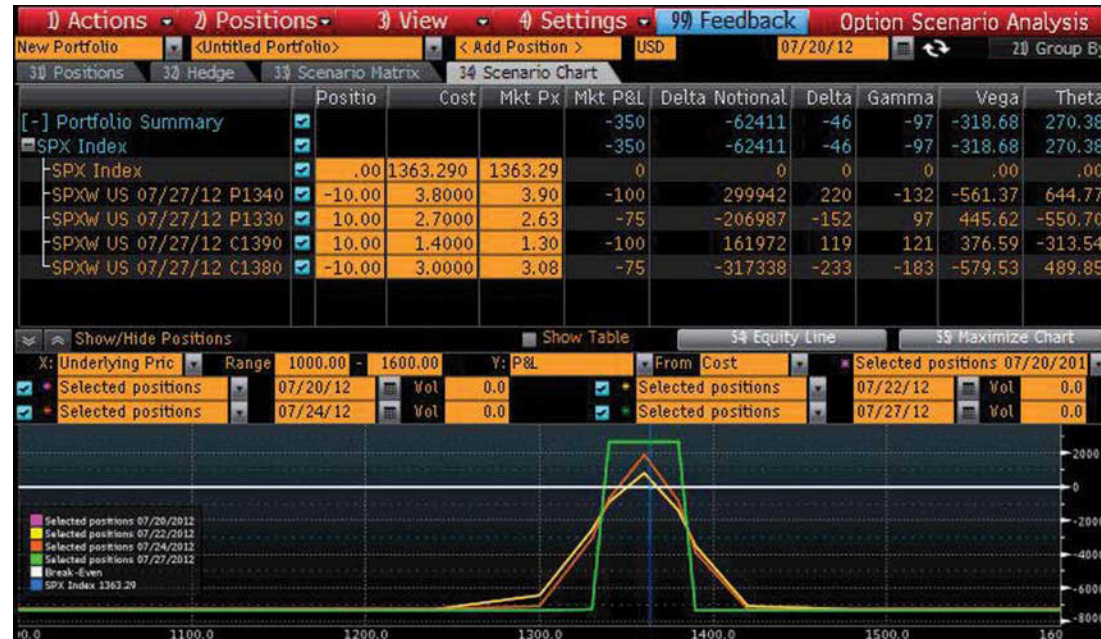 1) Actions 2) Positions 3) View 4) Settings 99) Feedback Option Scenario Analysis
New Portfolio <Untitled Portfolio> < Add Position > USD 07/20/12 21) Group By
31) Positions 32) Hedge 33) Scenario Matrix 34) Scenario Chart
Positio Cost Mkt Px Mkt P&L Delta Notional Delta Gamma Vega Theta
[-] Portfolio Summary -350 -62411 -46 -97 -318.68 270.38
SPX Index -350 -62411 -46 -97 -318.68 270.38
SPX Index .00 1363.290 1363.29 0 0 0 0 .00 .00
SPXW US 07/27/12 P1340 -10.00 3.8000 3.90 -100 299942 220 -132 -561.37 644.77
SPXW US 07/27/12 P1330 10.00 2.7000 2.63 -75 -206987 -152 97 445.62 -550.70
SPXW US 07/27/12 C1390 10.00 1.4000 1.30 -100 161972 119 121 376.59 -313.54
SPXW US 07/27/12 C1380 -10.00 3.0000 3.08 -75 -317338 -233 -183 -579.53 489.85
Show/Hide Positions Show Table 54) Equity Line 55) Maximize Chart
X: Underlying Pric Range 1000.00 - 1600.00 Y: P&L From Cost Selected positions 07/20/201
Selected positions 07/20/12 Vol 0.0 Selected positions 07/22/12 Vol 0.0
Selected positions 07/24/12 Vol 0.0 Selected positions 07/27/12 Vol 0.0
2000
0
-2000
-4000
-6000
-8000
Selected positions 07/20/2012
Selected positions 07/22/2012
Selected positions 07/24/2012
Selected positions 07/27/2012
Break-Even
SPX Index 1363.29
0.0 1100.0 1200.0 1300.0 1400.0 1500.0 160